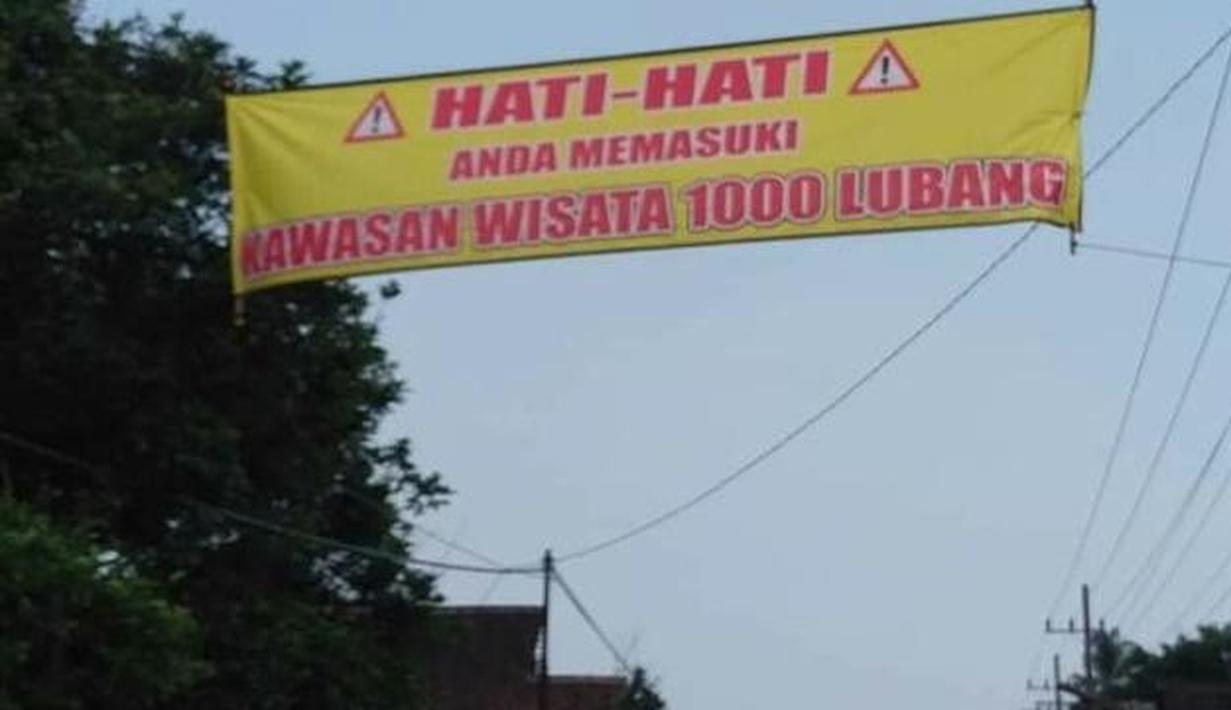 HATI-HATI
ANDA MEMASUKI
KAWASAN WISATA 1000 LUBANG